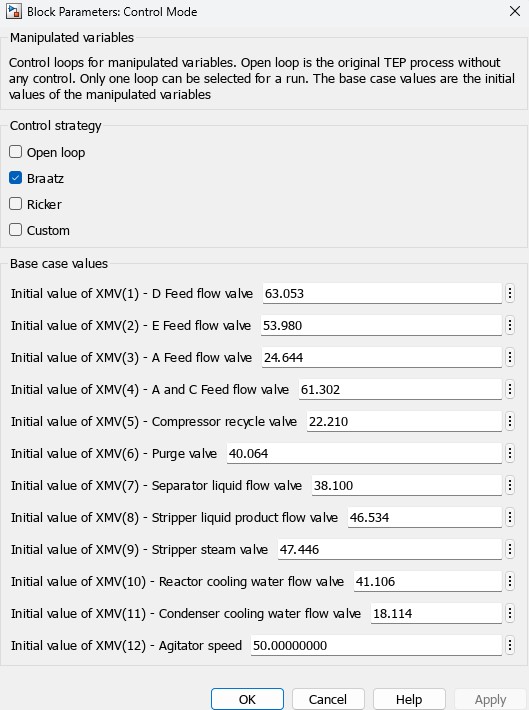 Block Parameters: Control Mode
Manipulated variables
Control loops for manipulated variables. Open loop is the original TEP process without
any control. Only one loop can be selected for a run. The base case values are the initial
values of the manipulated variables
Control strategy
Open loop
Braatz
Ricker
Custom
Base case values
Initial value of XMV(1) - D Feed flow valve 63.053
Initial value of XMV(2) - E Feed flow valve 53.980
Initial value of XMV(3) - A Feed flow valve 24.644
Initial value of XMV(4) - A and C Feed flow valve 61.302
Initial value of XMV(5) - Compressor recycle valve 22.210
Initial value of XMV(6) - Purge valve 40.064
Initial value of XMV(7) - Separator liquid flow valve 38.100
Initial value of XMV(8) - Stripper liquid product flow valve 46.534
Initial value of XMV(9) - Stripper steam valve 47.446
Initial value of XMV(10) - Reactor cooling water flow valve 41.106
Initial value of XMV(11) - Condenser cooling water flow valve 18.114
Initial value of XMV(12) - Agitator speed 50.00000000
OK Cancel Help Apply